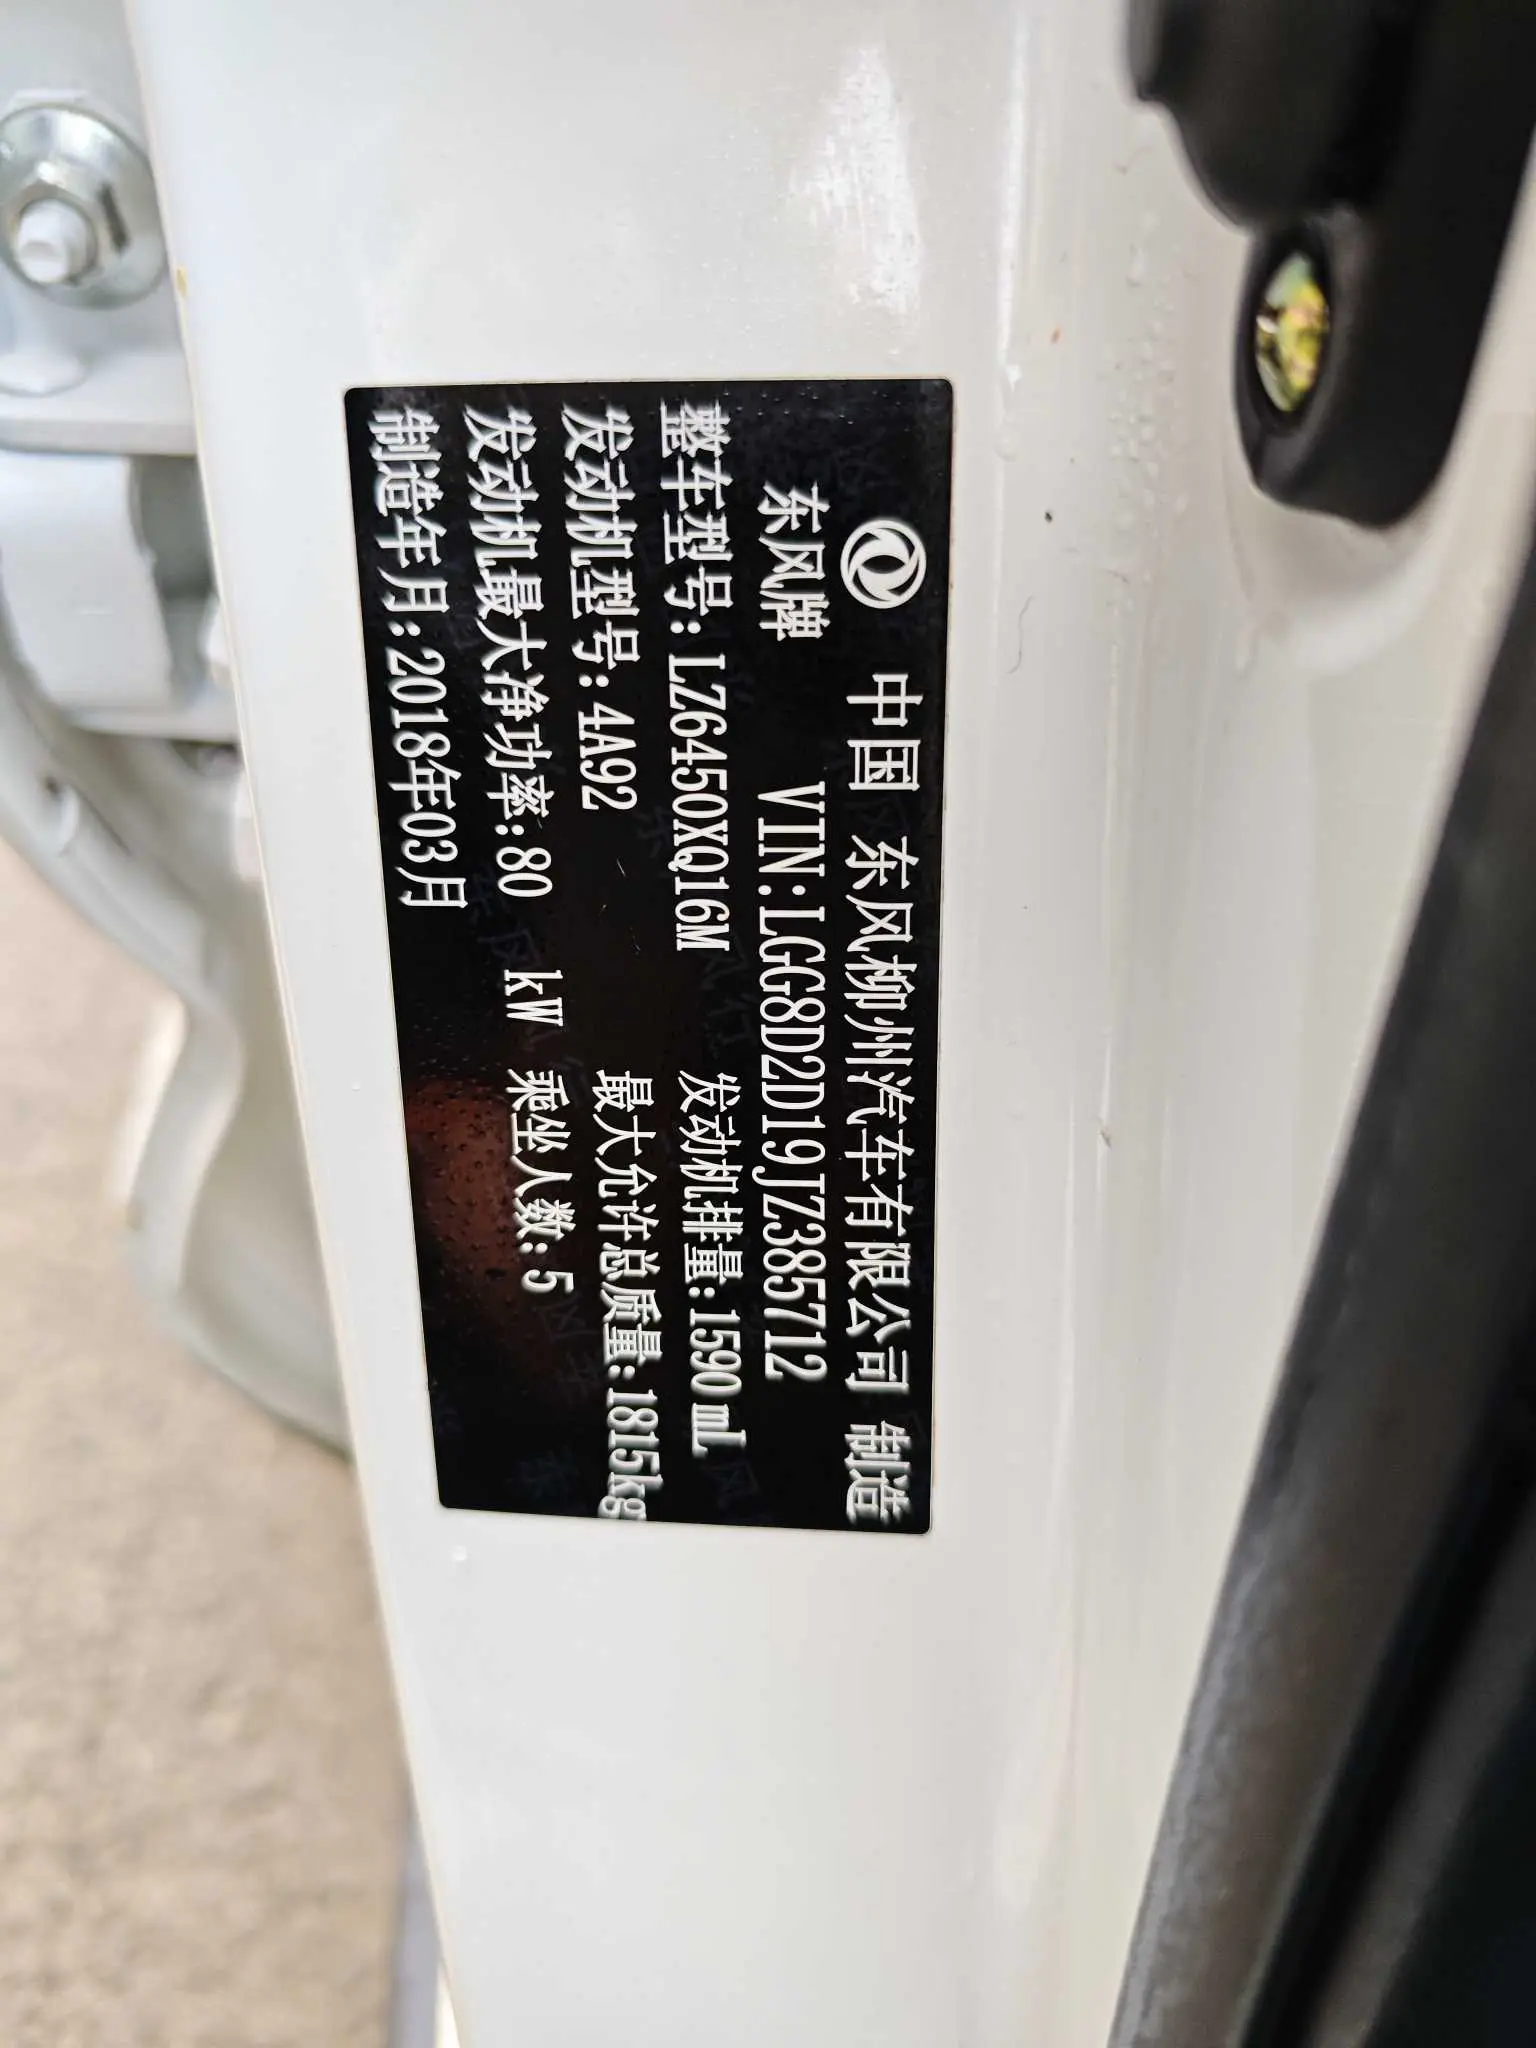 中国 东风柳州汽车有限公司 制造
东风牌 VIN:LGG8D2D19JZ385712
整车型号:LZ6450XQ16M 发动机排量:1590mL
发动机型号:4A92 最大允许总质量:1815kg
发动机最大净功率:80 kW 乘坐人数:5
制造年月:2018年03月